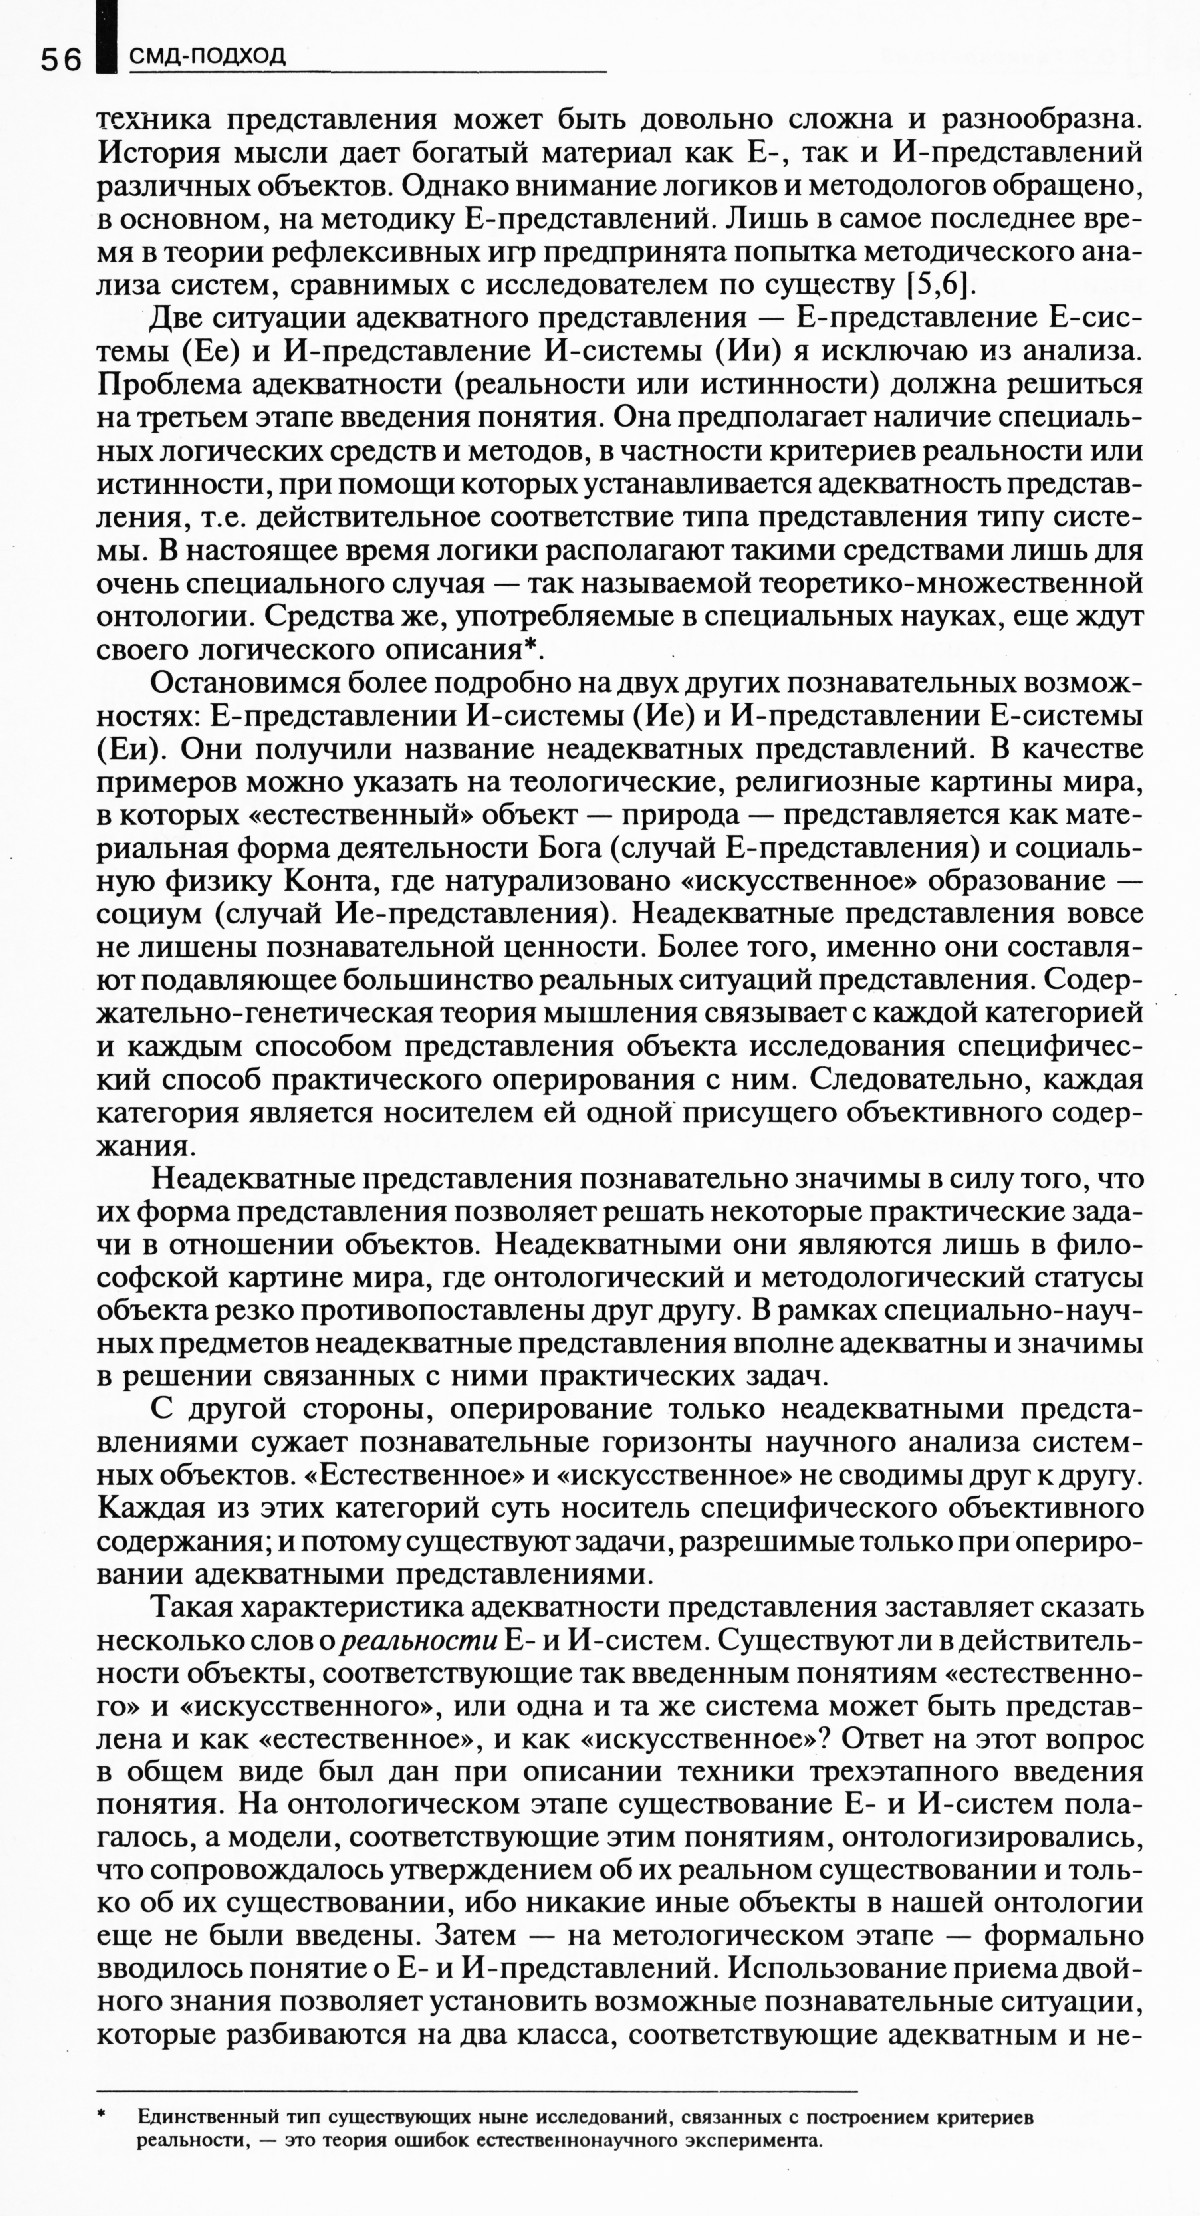 56
СМД-ПОДХОД
техника представления может быть довольно сложна и разнообразна.
История мысли дает богатый материал как Е-, так и И-представлений
различных объектов. Однако внимание логиков и методологов обращено,
в основном, на методику Е-представлений. Лишь в самое последнее вре-
мя в теории рефлексивных игр предпринята попытка методического ана-
лиза систем, сравнимых с исследователем по существу [5,6].
Две ситуации адекватного представления — Е-представление Е-сис-
темы (Ее) и И-представление И-системы (Ии) я исключаю из анализа.
Проблема адекватности (реальности или истинности) должна решиться
на третьем этапе введения понятия. Она предполагает наличие специаль-
ных логических средств и методов, в частности критериев реальности или
истинности, при помощи которых устанавливается адекватность представ-
ления, т.е. действительное соответствие типа представления типу систе-
мы. В настоящее время логики располагают такими средствами лишь для
очень специального случая — так называемой теоретико-множественной
онтологии. Средства же, употребляемые в специальных науках, еще ждут
своего логического описания*.
Остановимся более подробно на двух других познавательных возмож-
ностях: Е-представлении И-системы (Ие) и И-представлении Е-системы
(Еи). Они получили название неадекватных представлений. В качестве
примеров можно указать на теологические, религиозные картины мира,
в которых «естественный» объект — природа — представляется как мате-
риальная форма деятельности Бога (случай Е-представления) и социаль-
ную физику Конта, где натурализовано «искусственное» образование —
социум (случай Ие-представления). Неадекватные представления вовсе
не лишены познавательной ценности. Более того, именно они составля-
ют подавляющее большинство реальных ситуаций представления. Содер-
жательно-генетическая теория мышления связывает с каждой категорией
и каждым способом представления объекта исследования специфичес-
кий способ практического оперирования с ним. Следовательно, каждая
категория является носителем ей одной присущего объективного содер-
жания.
Неадекватные представления познавательно значимы в силу того, что
их форма представления позволяет решать некоторые практические зада-
чи в отношении объектов. Неадекватными они являются лишь в фило-
софской картине мира, где онтологический и методологический статусы
объекта резко противопоставлены друг другу. В рамках специально-науч-
ных предметов неадекватные представления вполне адекватны и значимы
в решении связанных с ними практических задач.
С другой стороны, оперирование только неадекватными предста-
влениями сужает познавательные горизонты научного анализа систем-
ных объектов. «Естественное» и «искусственное» не сводимы друг к другу.
Каждая из этих категорий суть носитель специфического объективного
содержания; и потому существуют задачи, разрешимые только при опериро-
вании адекватными представлениями.
Такая характеристика адекватности представления заставляет сказать
несколько слов о реальности Е- и И-систем. Существуют ли в действитель-
ности объекты, соответствующие так введенным понятиям «естественно-
го» и «искусственного», или одна и та же система может быть представ-
лена и как «естественное», и как «искусственное»? Ответ на этот вопрос
в общем виде был дан при описании техники трехэтапного введения
понятия. На онтологическом этапе существование Е- и И-систем пола-
галось, а модели, соответствующие этим понятиям, онтологизировались,
что сопровождалось утверждением об их реальном существовании и толь-
ко об их существовании, ибо никакие иные объекты в нашей онтологии
еще не были введены. Затем — на метологическом этапе — формально
вводилось понятие о Е- и И-представлений. Использование приема двой-
ного знания позволяет установить возможные познавательные ситуации,
которые разбиваются на два класса, соответствующие адекватным и не-
* Единственный тип существующих ныне исследований, связанных с построением критериев
реальности, — это теория ошибок естественнонаучного эксперимента.